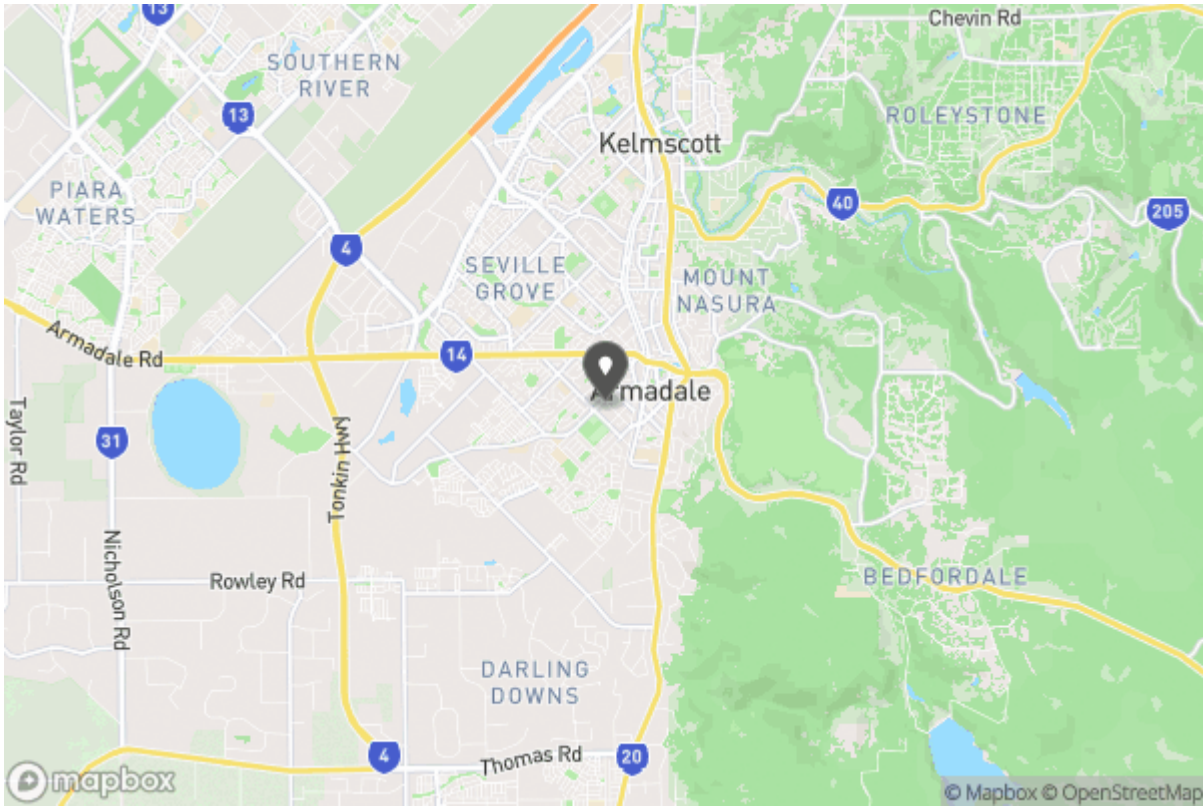 13
Chevin Rd
SOUTHERN
RIVER
13
ROLEYSTONE
Kelmscott
PIARA
WATERS
40
205
4
SEVILLE
GROVE
MOUNT
NASURA
Armadale Rd
14
Armadale
Taylor Rd
31
Tonkin Hwy
Nicholson Rd
Rowley Rd
BEDFORDALE
DARLING
DOWNS
4
Thomas Rd
20
mapbox
© Mapbox © OpenStreetMap